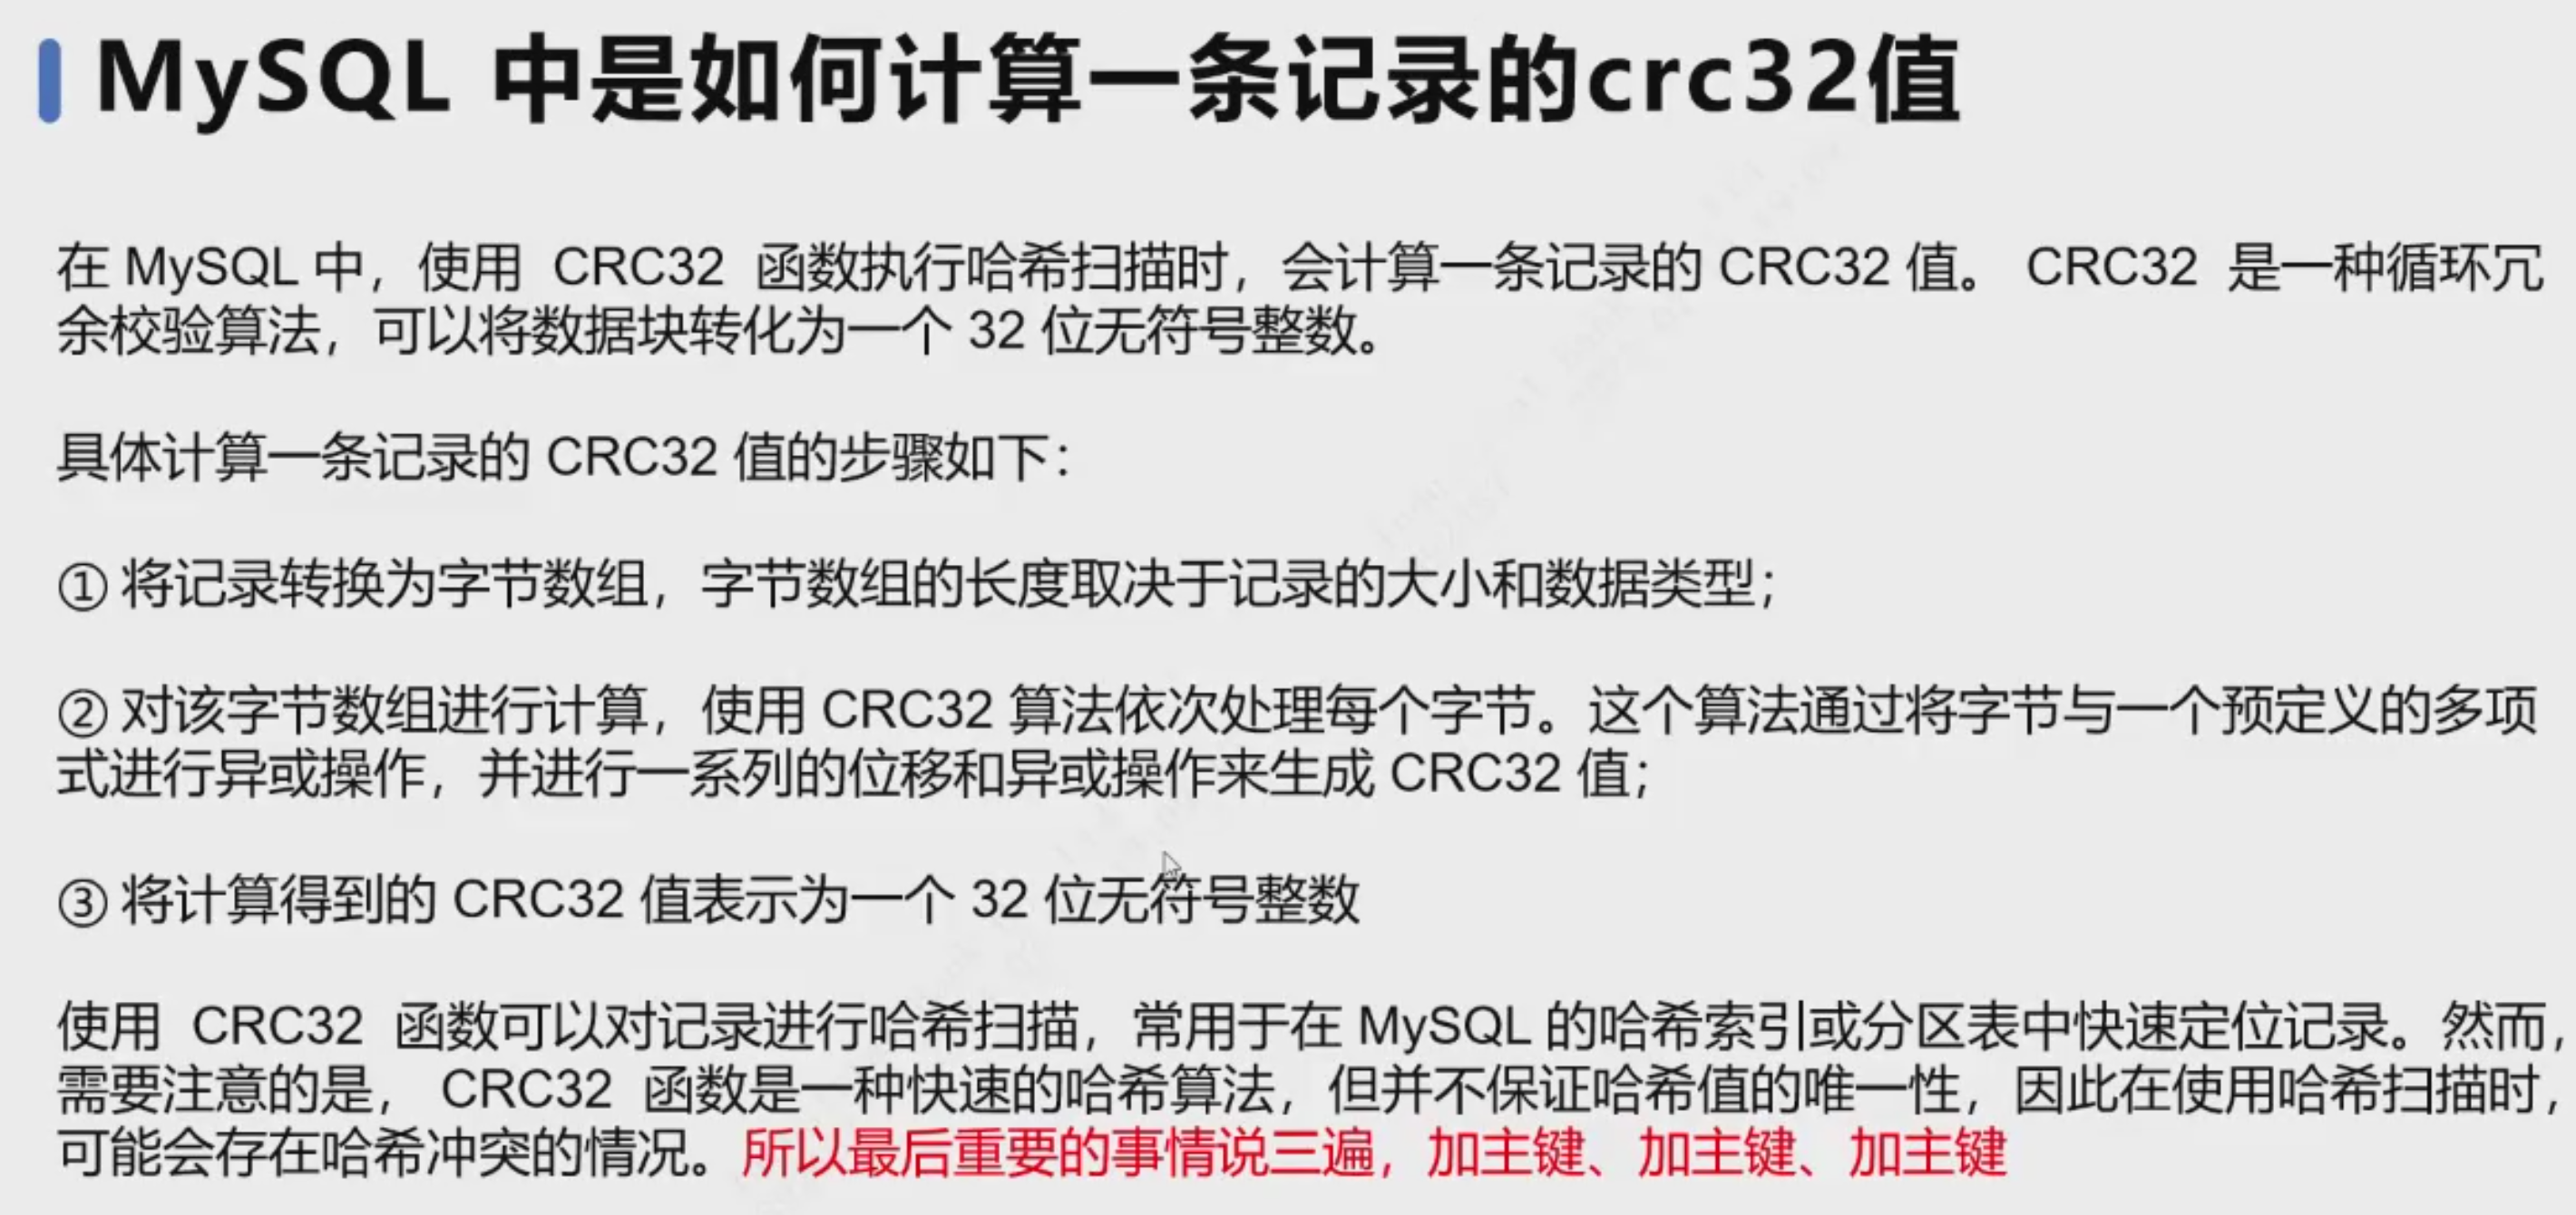 MySQL 中是如何计算一条记录的crc32值
在 MySQL 中，使用 CRC32 函数执行哈希扫描时，会计算一条记录的 CRC32 值。 CRC32 是一种循环冗
余校验算法，可以将数据块转化为一个 32 位无符号整数。
具体计算一条记录的 CRC32 值的步骤如下：
① 将记录转换为字节数组，字节数组的长度取决于记录的大小和数据类型；
② 对该字节数组进行计算，使用 CRC32 算法依次处理每个字节。这个算法通过将字节与一个预定义的多项
式进行异或操作，并进行一系列的位移和异或操作来生成 CRC32 值；
③ 将计算得到的 CRC32 值表示为一个 32 位无符号整数
使用 CRC32 函数可以对记录进行哈希扫描，常用于在 MySQL 的哈希索引或分区表中快速定位记录。然而，
需要注意的是， CRC32 函数是一种快速的哈希算法，但并不保证哈希值的唯一性，因此在使用哈希扫描时，
可能会存在哈希冲突的情况。所以最后重要的事情说三遍，加主键、加主键、加主键